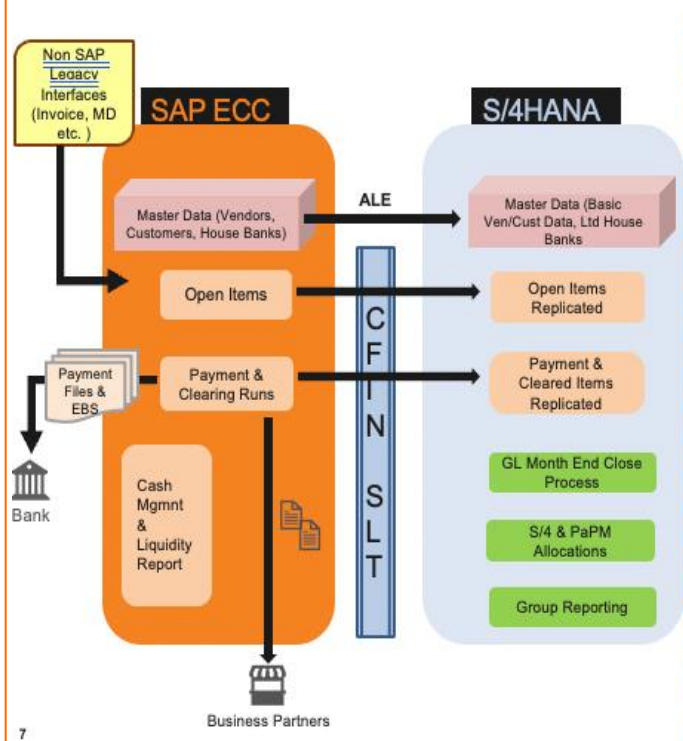 Non SAP
Legacy
Interfaces
(Invoice, MD
etc. )
SAP ECC
S/4HANA
Master Data (Vendors,
Customers, House Banks)
ALE
Master Data (Basic
Ven/Cust Data, Ltd House
Banks
Open Items
Open Items
Replicated
C
F
I
N
S
L
T
Payment
Files &
EBS
Payment &
Clearing Runs
Payment &
Cleared Items
Replicated
Bank
Cash
Mgmnt
&
Liquidity
Report
GL Month End Close
Process
S/4 & PaPM
Allocations
Group Reporting
Business Partners
7